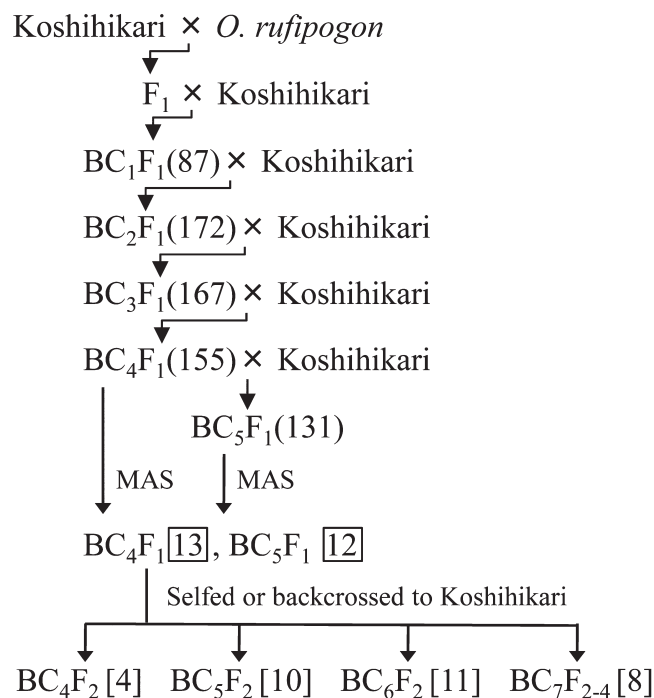 Koshihikari × O. rufipogon
F₁ × Koshihikari
BC₁F₁(87) × Koshihikari
BC₂F₁(172) × Koshihikari
BC₃F₁(167) × Koshihikari
BC₄F₁(155) × Koshihikari
BC₅F₁(131)
MAS MAS
BC₄F₁ 13 , BC₅F₁ 12
Selfed or backcrossed to Koshihikari
BC₄F₂ [4] BC₅F₂ [10] BC₆F₂ [11] BC₇F₂₋₄ [8]